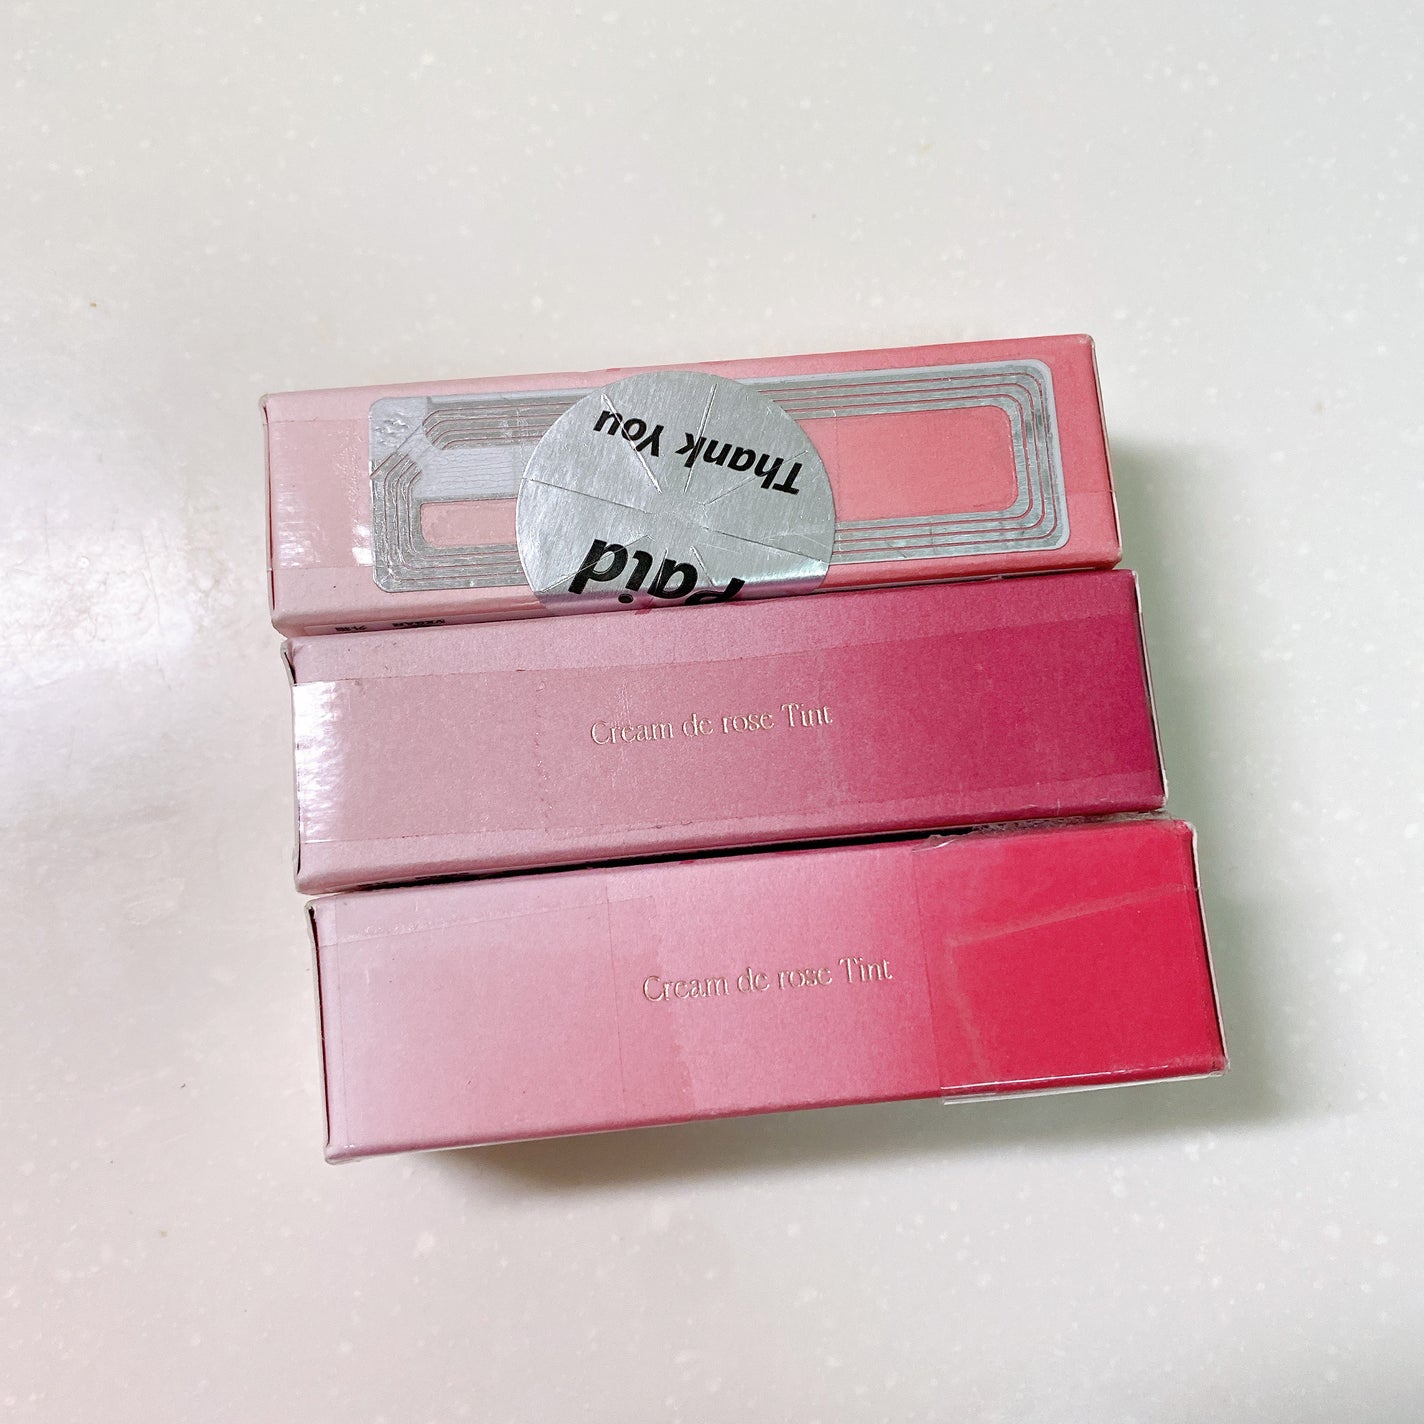 Thank You
Paid
Cream de rose Tint
Cream de rose Tint